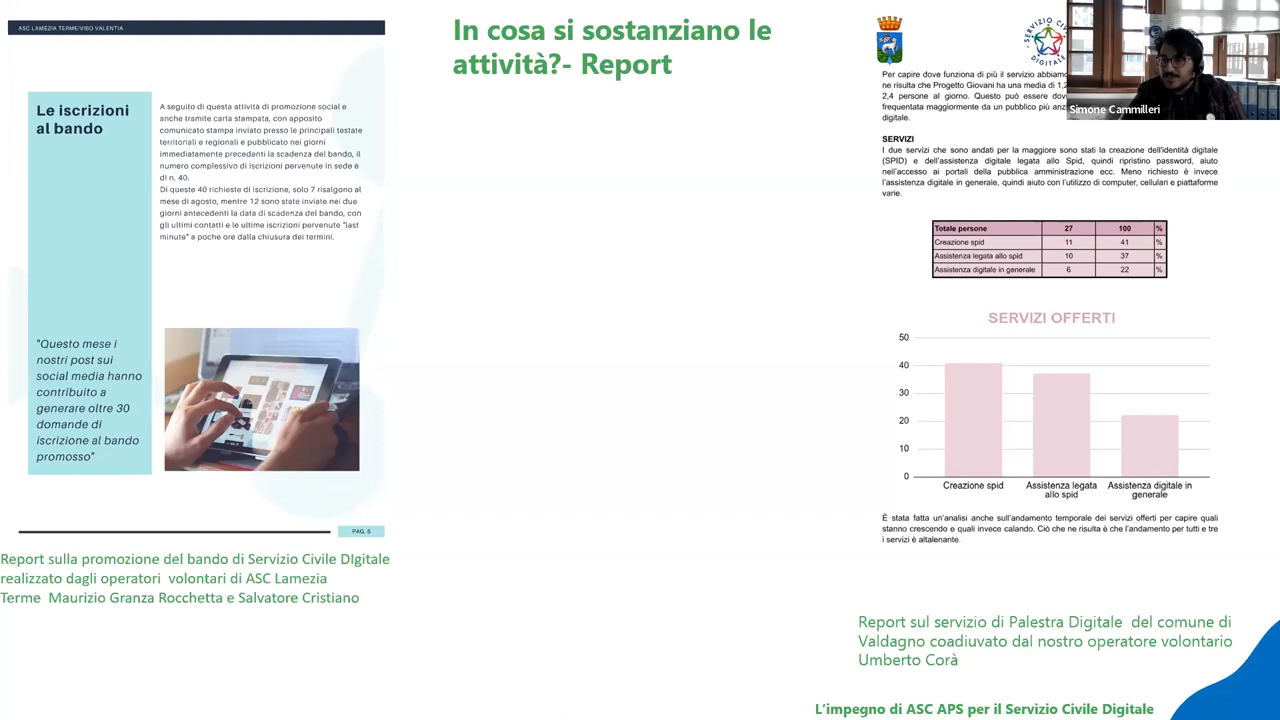 ASC LAMEZIA TERME/VIBO VALENTIA
Le iscrizioni
al bando
A seguito di questa attività di promozione social e
anche tramite carta stampata, con apposito
comunicato stampa inviato presso le principali testate
territoriali e regionali e pubblicato nei giorni
immediatamente precedenti la scadenza del bando, il
numero complessivo di iscrizioni pervenute in sede è
di n. 40.
Di queste 40 richieste di iscrizione, solo 7 risalgono al
mese di agosto, mentre 12 sono state inviate nei due
giorni antecedenti la data di scadenza del bando, con
gli ultimi contatti e le ultime iscrizioni pervenute "last
minute" a poche ore dalla chiusura dei termini.
"Questo mese i
nostri post sui
social media hanno
contribuito a
generare oltre 30
domande di
iscrizione al bando
promosso"
PAG. 5
Report sulla promozione del bando di Servizio Civile DIgitale
realizzato dagli operatori volontari di ASC Lamezia
Terme Maurizio Granza Rocchetta e Salvatore Cristiano
In cosa si sostanziano le
attività?- Report
SERVIZIO CIVILE
DIGITALE
Simone Cammilleri
Per capire dove funziona di più il servizio abbiamo
ne risulta che Progetto Giovani ha una media di 1,2
2,4 persone al giorno. Questo può essere
frequentata maggiormente da un pubblico più
digitale.
SERVIZI
I due servizi che sono andati per la maggiore sono stati la creazione dell'identità digitale
(SPID) e dell'assistenza digitale legata allo Spid, quindi ripristino password, aiuto
nell'accesso ai portali della pubblica amministrazione ecc. Meno richiesto è invece
l'assistenza digitale in generale, quindi aiuto con l'utilizzo di computer, cellulari e piattaforme
varie.
Totale persone 27 100 %
Creazione spid 11 41 %
Assistenza legata allo spid 10 37 %
Assistenza digitale in generale 6 22 %
SERVIZI OFFERTI
50
40
30
20
10
0
Creazione spid
Assistenza legata
allo spid
Assistenza digitale in
generale
È stata fatta un'analisi anche sull'andamento temporale dei servizi offerti per capire quali
stanno crescendo e quali invece calando. Ciò che ne risulta è che l'andamento per tutti e tre
i servizi è altalenante.
Report sul servizio di Palestra Digitale del comune di
Valdagno coadiuvato dal nostro operatore volontario
Umberto Corà
L'impegno di ASC APS per il Servizio Civile Digitale